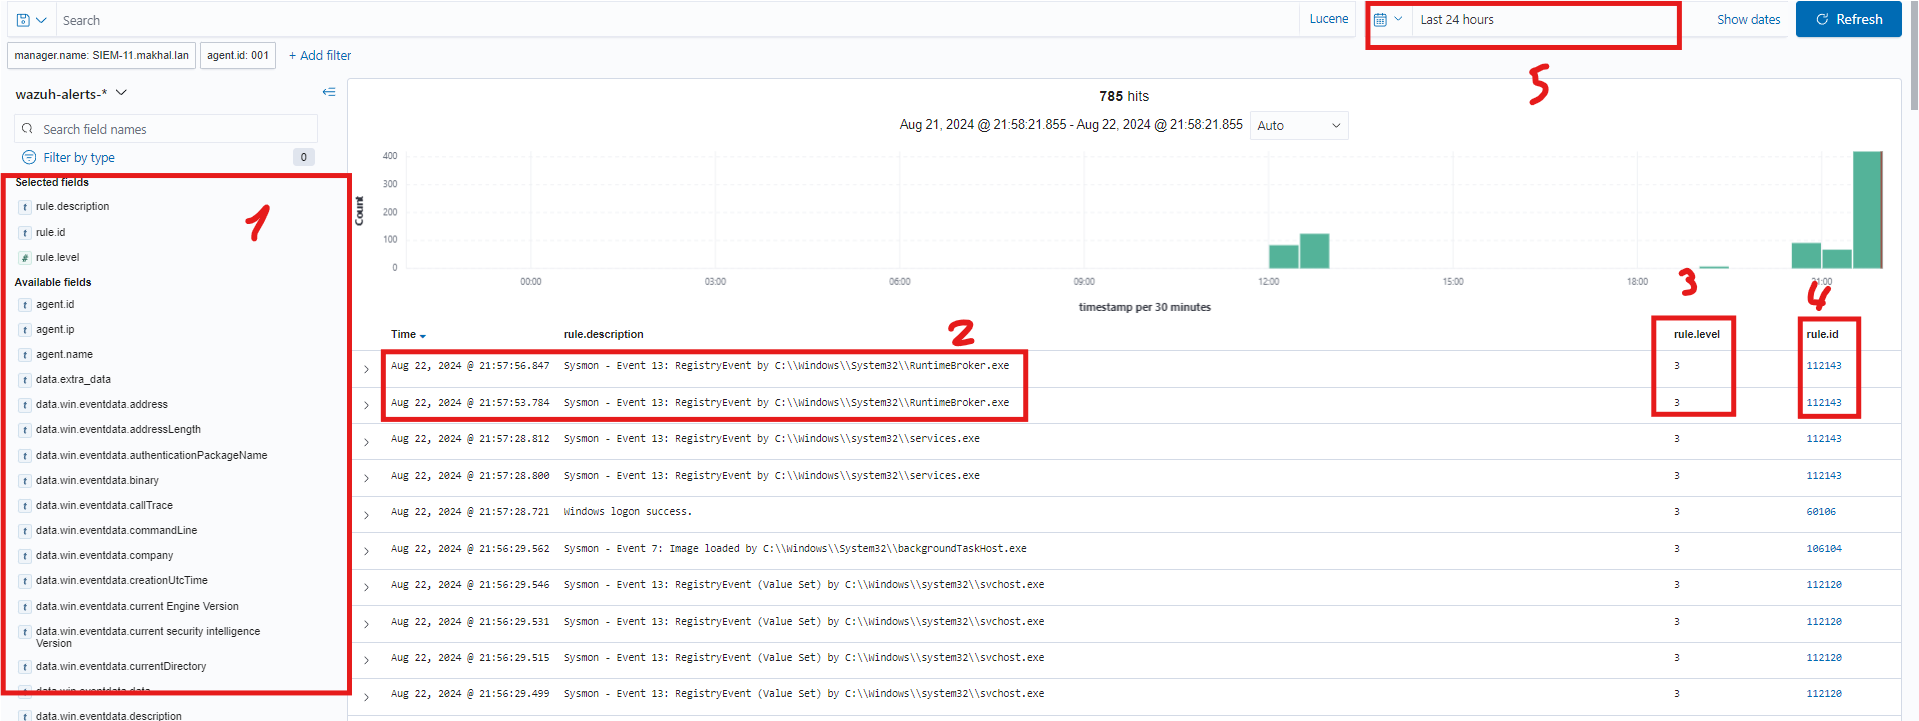 Search
Lucene
Last 24 hours
Show dates
Refresh
manager.name: SIEM-11.makhal.lan
agent.id: 001
+ Add filter
5
wazuh-alerts-*
Search field names
Filter by type
0
Selected fields
1
t rule.description
t rule.id
# rule.level
Available fields
t agent.id
t agent.ip
t agent.name
t data.extra_data
t data.win.eventdata.address
t data.win.eventdata.addressLength
t data.win.eventdata.authenticationPackageName
t data.win.eventdata.binary
t data.win.eventdata.callTrace
t data.win.eventdata.commandLine
t data.win.eventdata.company
t data.win.eventdata.creationUtcTime
t data.win.eventdata.current Engine Version
t data.win.eventdata.current security intelligence
Version
t data.win.eventdata.currentDirectory
t data.win.eventdata.data
t data.win.eventdata.description
785 hits
Aug 21, 2024 @ 21:58:21.855 - Aug 22, 2024 @ 21:58:21.855
Auto
Count
400
300
200
100
0
00:00
03:00
06:00
09:00
12:00
15:00
18:00
21:00
timestamp per 30 minutes
2
3
4
Time
rule.description
rule.level
rule.id
Aug 22, 2024 @ 21:57:56.847 Sysmon - Event 13: RegistryEvent by C:\\Windows\\System32\\RuntimeBroker.exe 3 112143
Aug 22, 2024 @ 21:57:53.784 Sysmon - Event 13: RegistryEvent by C:\\Windows\\System32\\RuntimeBroker.exe 3 112143
Aug 22, 2024 @ 21:57:28.812 Sysmon - Event 13: RegistryEvent by C:\\Windows\\system32\\services.exe 3 112143
Aug 22, 2024 @ 21:57:28.800 Sysmon - Event 13: RegistryEvent by C:\\Windows\\system32\\services.exe 3 112143
Aug 22, 2024 @ 21:57:28.721 Windows logon success. 3 60106
Aug 22, 2024 @ 21:56:29.562 Sysmon - Event 7: Image loaded by C:\\Windows\\System32\\backgroundTaskHost.exe 3 106104
Aug 22, 2024 @ 21:56:29.546 Sysmon - Event 13: RegistryEvent (Value Set) by C:\\Windows\\system32\\svchost.exe 3 112120
Aug 22, 2024 @ 21:56:29.531 Sysmon - Event 13: RegistryEvent (Value Set) by C:\\Windows\\system32\\svchost.exe 3 112120
Aug 22, 2024 @ 21:56:29.515 Sysmon - Event 13: RegistryEvent (Value Set) by C:\\Windows\\system32\\svchost.exe 3 112120
Aug 22, 2024 @ 21:56:29.499 Sysmon - Event 13: RegistryEvent (Value Set) by C:\\Windows\\system32\\svchost.exe 3 112120